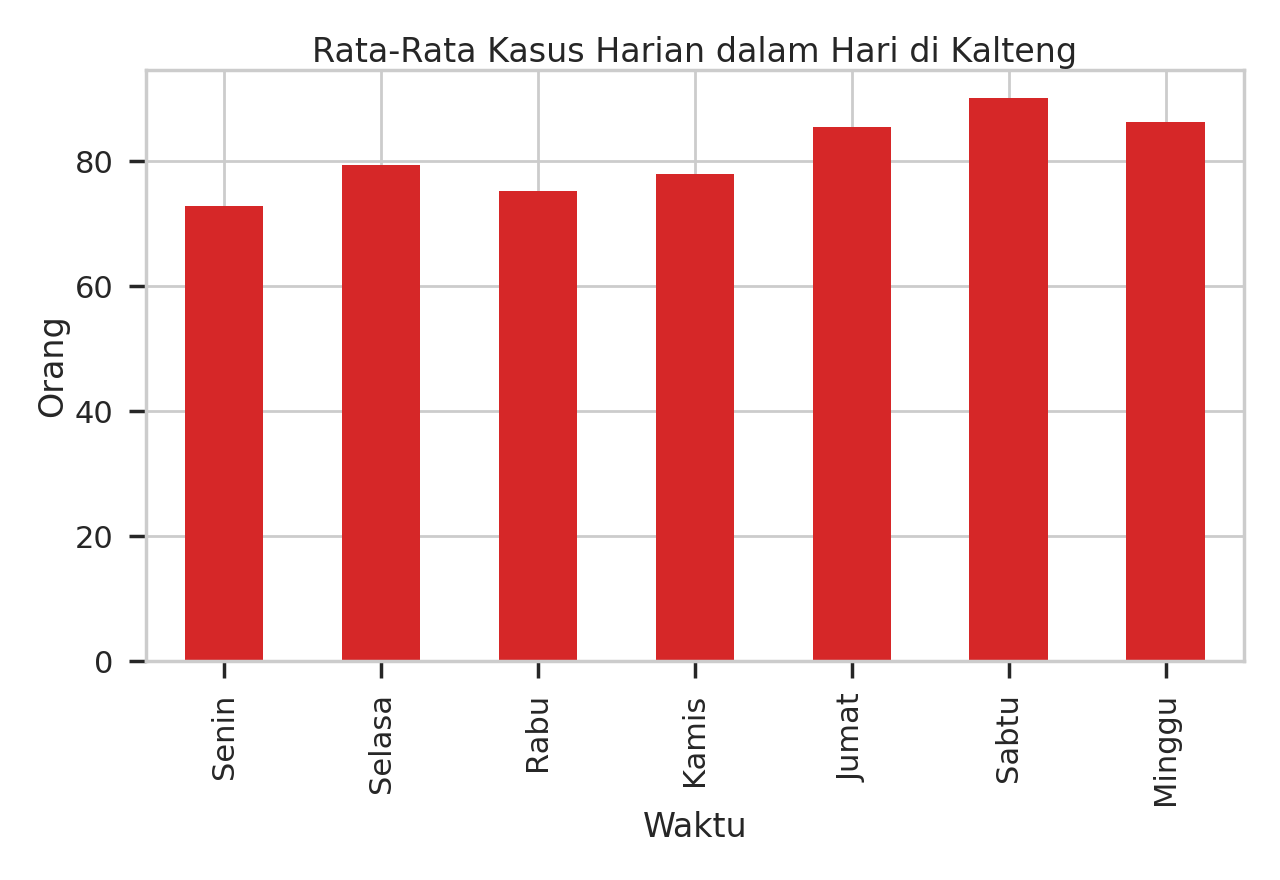 Rata-Rata Kasus Harian dalam Hari di Kalteng
Orang
80
60
40
20
0
Senin
Selasa
Rabu
Kamis
Jumat
Sabtu
Minggu
Waktu